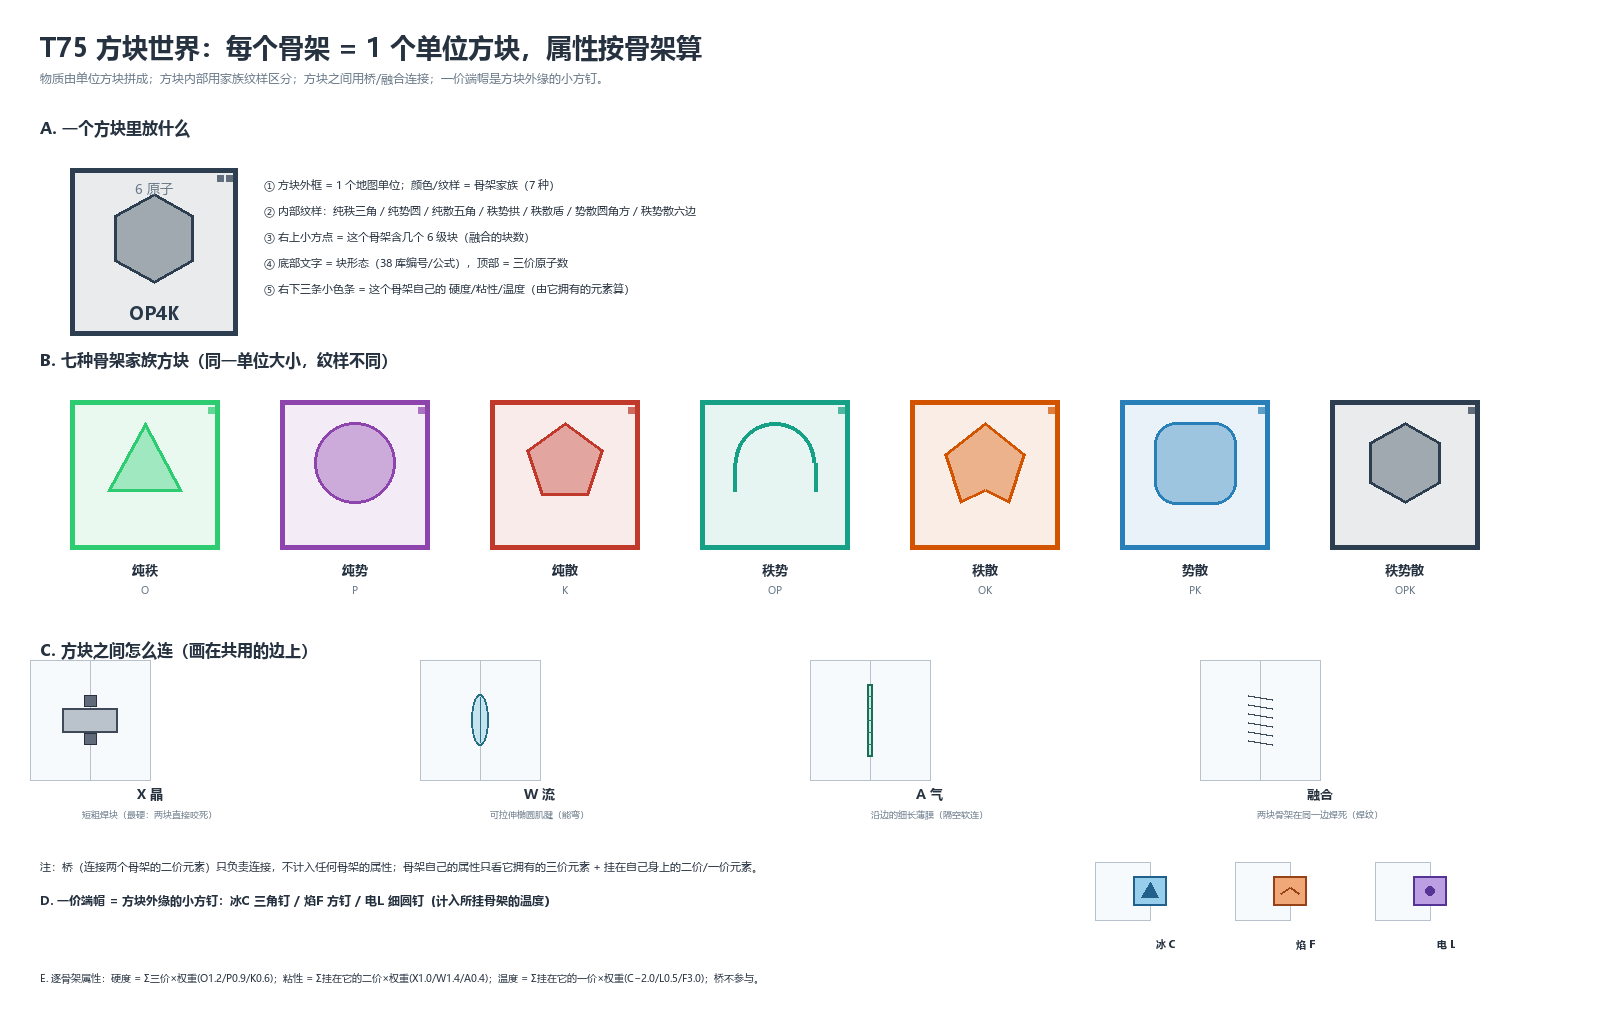 T75 方块世界：每个骨架 = 1 个单位方块，属性按骨架算
物质由单位方块拼成；方块内部用家族纹样区分；方块之间用桥/融合连接；一价端帽是方块外缘的小方钉。
A. 一个方块里放什么
6 原子
OP4K
① 方块外框 = 1 个地图单位；颜色/纹样 = 骨架家族（7 种）
② 内部纹样：纯秩三角 / 纯势圆 / 纯散五角 / 秩势拱 / 秩散盾 / 势散圆角方 / 秩势散六边
③ 右上小方点 = 这个骨架含几个 6 级块（融合的块数）
④ 底部文字 = 块形态（38 库编号/公式），顶部 = 三价原子数
⑤ 右下三条小色条 = 这个骨架自己的 硬度/粘性/温度（由它拥有的元素算）
B. 七种骨架家族方块（同一单位大小，纹样不同）
纯秩 纯势 纯散 秩势 秩散 势散 秩势散
O P K OP OK PK OPK
C. 方块之间怎么连（画在共用的边上）
X 晶 W 流 A 气 融合
短粗焊块（最硬：两块直接咬死） 可拉伸椭圆肌腱（能弯） 沿边的细长薄膜（隔空软连） 两块骨架在同一边焊死（焊纹）
注：桥（连接两个骨架的二价元素）只负责连接，不计入任何骨架的属性；骨架自己的属性只看它拥有的三价元素 + 挂在自己身上的二价/一价元素。
D. 一价端帽 = 方块外缘的小方钉：冰C 三角钉 / 焰F 方钉 / 电L 细圆钉（计入所挂骨架的温度）
冰 C 焰 F 电 L
E. 逐骨架属性：硬度 = Σ三价×权重(O1.2/P0.9/K0.6)；粘性 = Σ挂在它的二价×权重(X1.0/W1.4/A0.4)；温度 = Σ挂在它的一价×权重(C−2.0/L0.5/F3.0)；桥不参与。